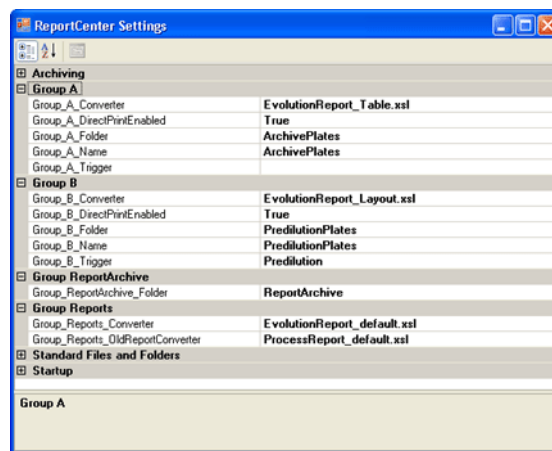 ReportCenter Settings
Archiving
Group A
Group_A_Converter EvolutionReport_Table.xsl
Group_A_DirectPrintEnabled True
Group_A_Folder ArchivePlates
Group_A_Name ArchivePlates
Group_A_Trigger
Group B
Group_B_Converter EvolutionReport_Layout.xsl
Group_B_DirectPrintEnabled True
Group_B_Folder PredilutionPlates
Group_B_Name PredilutionPlates
Group_B_Trigger Predilution
Group ReportArchive
Group_ReportArchive_Folder ReportArchive
Group Reports
Group_Reports_Converter EvolutionReport_default.xsl
Group_Reports_OldReportConverter ProcessReport_default.xsl
Standard Files and Folders
Startup
Group A